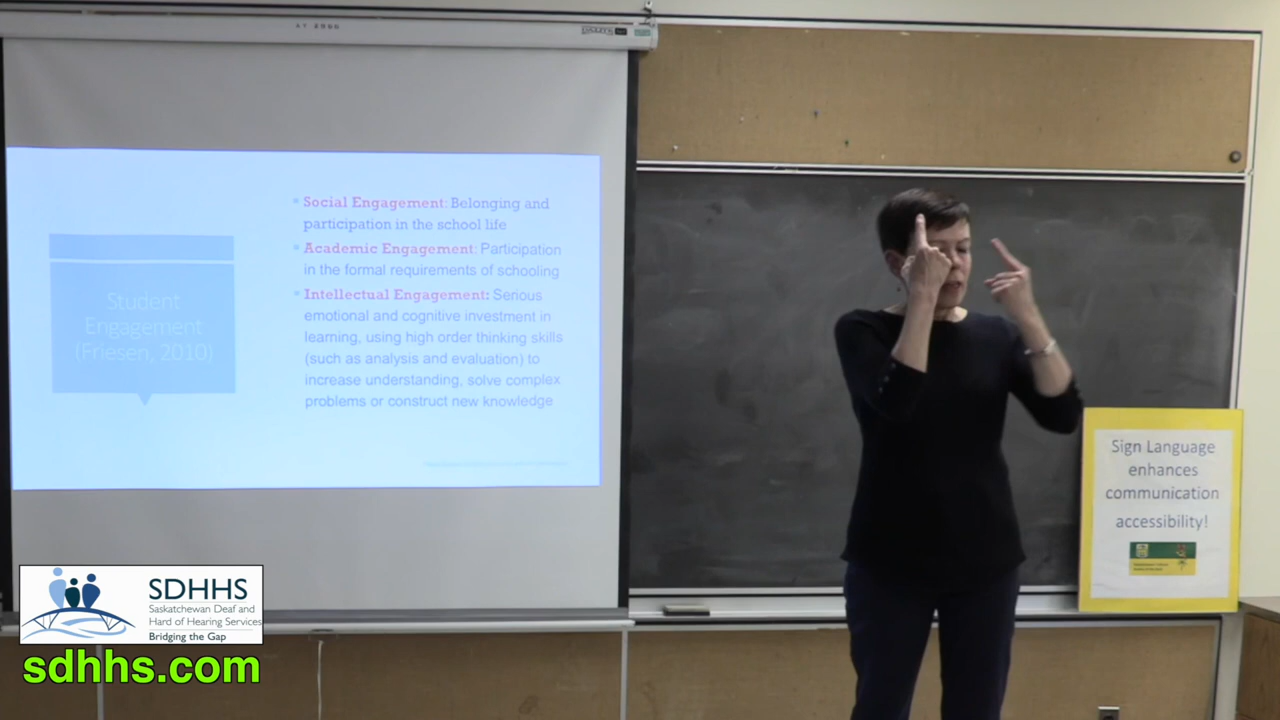 Social Engagement: Belonging and
participation in the school life
Academic Engagement: Participation
in the formal requirements of schooling
Intellectual Engagement: Serious
emotional and cognitive investment in
learning, using high order thinking skills
(such as analysis and evaluation) to
increase understanding, solve complex
problems or construct new knowledge
Student
Engagement
(Friesen, 2010)
Sign Language
enhances
communication
accessibility!
SDHHS
Saskatchewan Deaf and
Hard of Hearing Services
Bridging the Gap
sdhhs.com